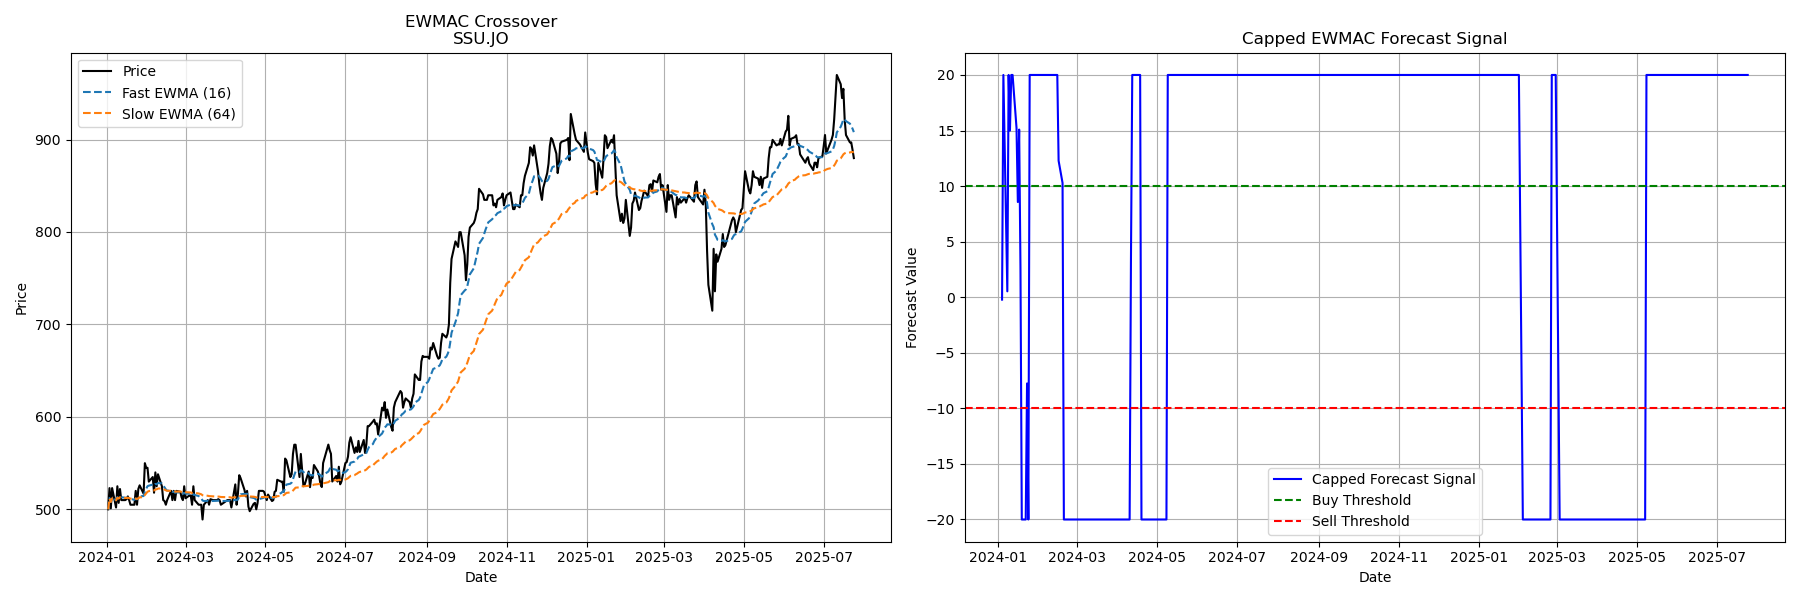 EWMAC Crossover
SSU.JO
Price
Fast EWMA (16)
Slow EWMA (64)
900
800
700
600
500
Price
2024-01 2024-03 2024-05 2024-07 2024-09 2024-11 2025-01 2025-03 2025-05 2025-07
Date
Capped EWMAC Forecast Signal
20
15
10
5
0
−5
−10
−15
−20
Forecast Value
Capped Forecast Signal
Buy Threshold
Sell Threshold
2024-01 2024-03 2024-05 2024-07 2024-09 2024-11 2025-01 2025-03 2025-05 2025-07
Date